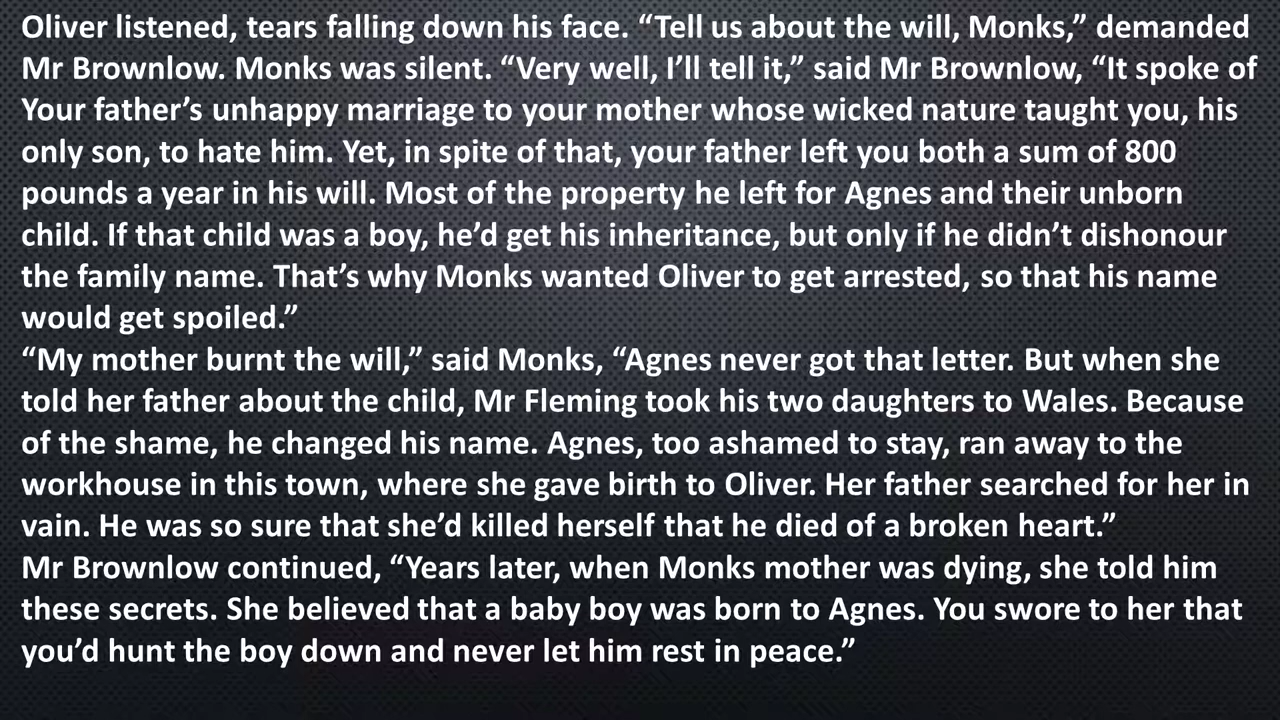 Oliver listened, tears falling down his face. “Tell us about the will, Monks,” demanded
Mr Brownlow. Monks was silent. “Very well, I’ll tell it,” said Mr Brownlow, “It spoke of
Your father’s unhappy marriage to your mother whose wicked nature taught you, his
only son, to hate him. Yet, in spite of that, your father left you both a sum of 800
pounds a year in his will. Most of the property he left for Agnes and their unborn
child. If that child was a boy, he’d get his inheritance, but only if he didn’t dishonour
the family name. That’s why Monks wanted Oliver to get arrested, so that his name
would get spoiled.”
“My mother burnt the will,” said Monks, “Agnes never got that letter. But when she
told her father about the child, Mr Fleming took his two daughters to Wales. Because
of the shame, he changed his name. Agnes, too ashamed to stay, ran away to the
workhouse in this town, where she gave birth to Oliver. Her father searched for her in
vain. He was so sure that she’d killed herself that he died of a broken heart.”
Mr Brownlow continued, “Years later, when Monks mother was dying, she told him
these secrets. She believed that a baby boy was born to Agnes. You swore to her that
you’d hunt the boy down and never let him rest in peace.”